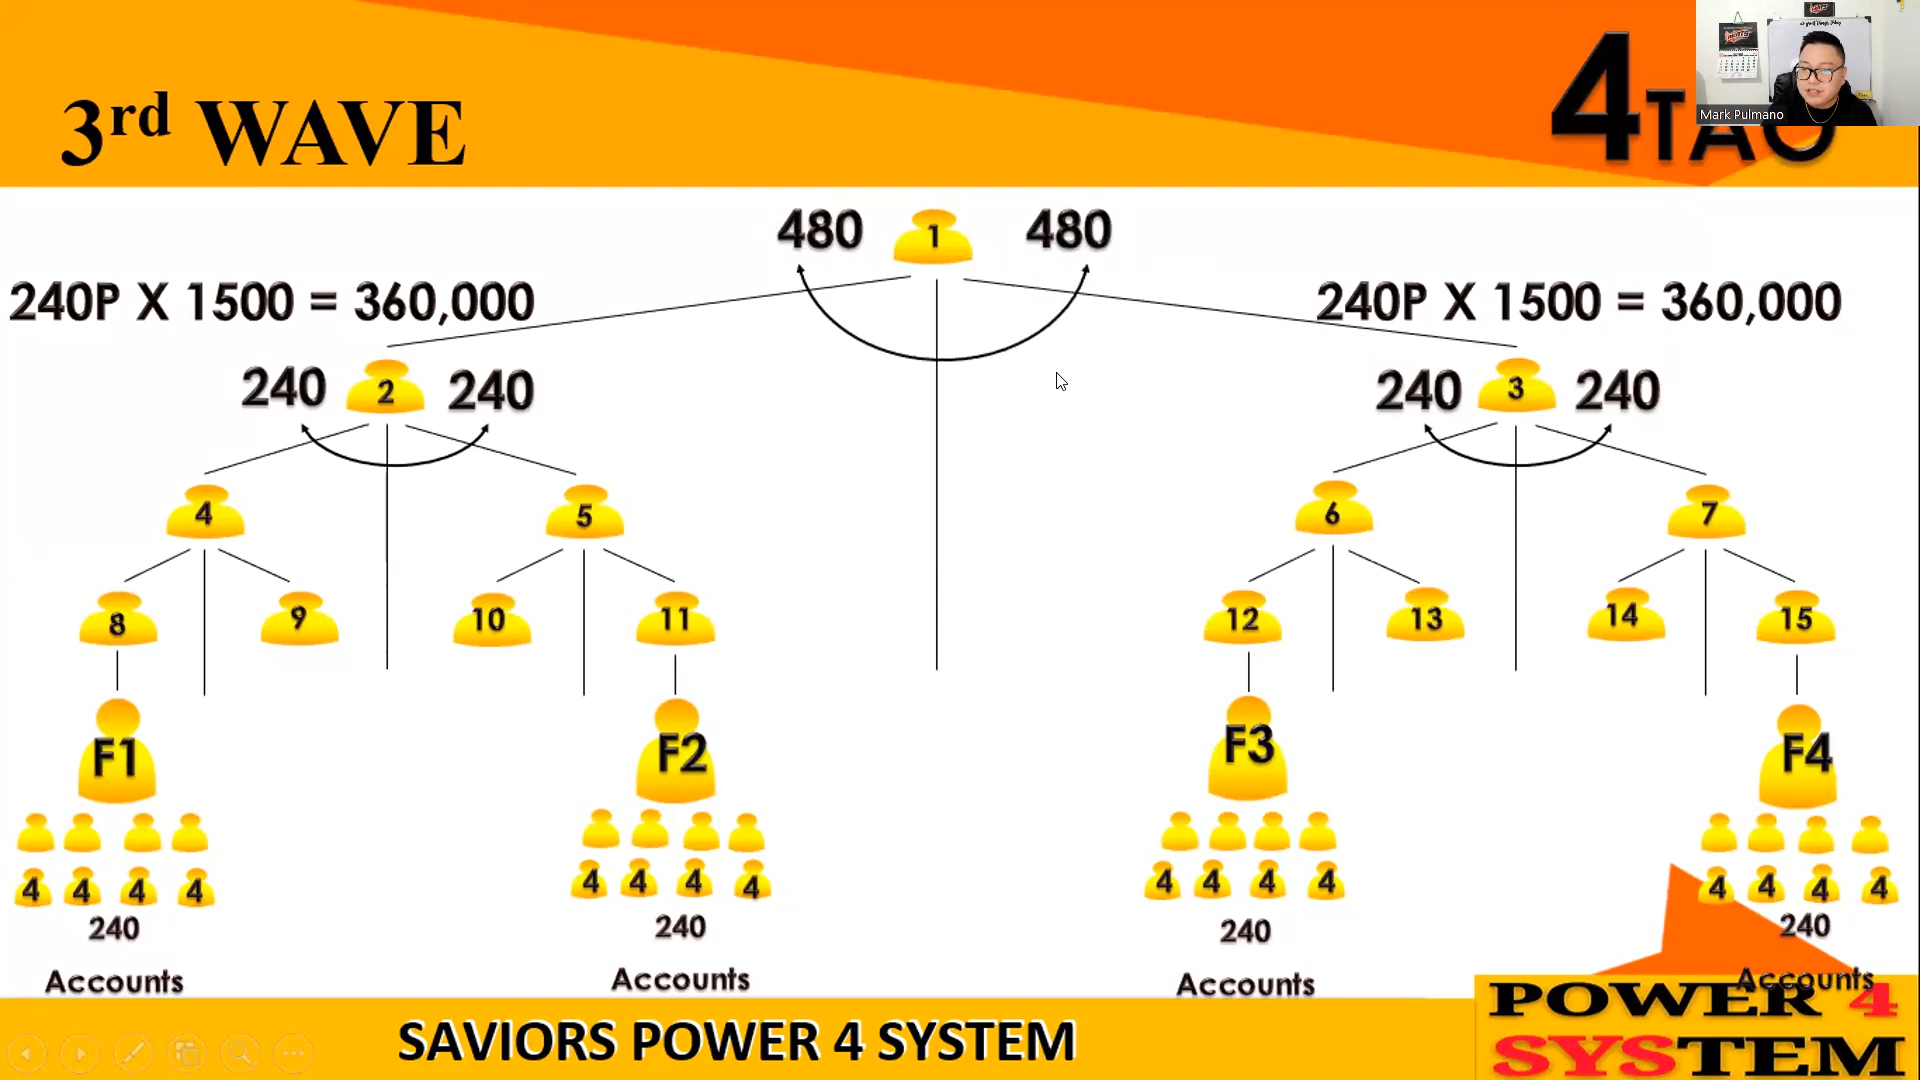 3rd WAVE
4TAO
Mark Pulmano
480 1 480
240P X 1500 = 360,000
240P X 1500 = 360,000
240 2 240
240 3 240
4 5 6 7
8 9 10 11 12 13 14 15
F1 F2 F3 F4
4 4 4 4
4 4 4 4
4 4 4 4
4 4 4 4
240 240 240 240
Accounts Accounts Accounts Accounts
SAVIORS POWER 4 SYSTEM
POWER 4
SYSTEM